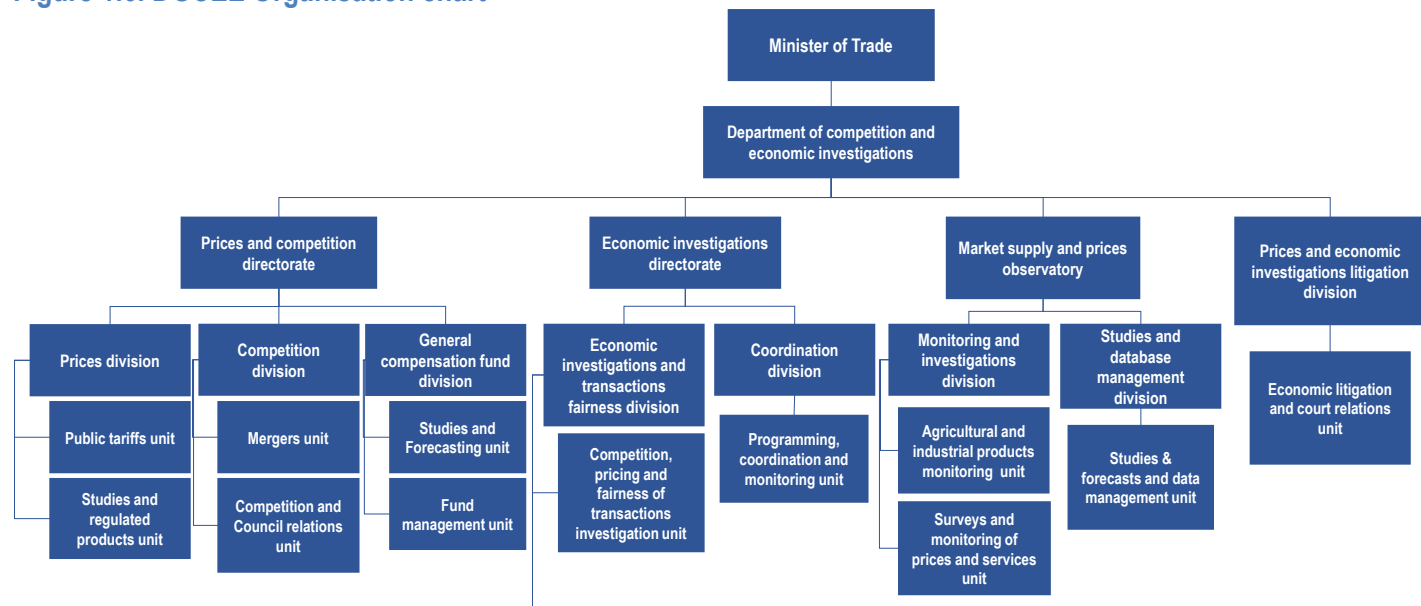 Figure Organisation chart
Minister of Trade
Department of competition and
economic investigations
Prices and competition
directorate
Economic investigations
directorate
Market supply and prices
observatory
Prices and economic
investigations litigation
division
Prices division
Competition
division
General
compensation fund
division
Economic
investigations and
transactions
fairness division
Coordination
division
Monitoring and
investigations
division
Studies and
database
management
division
Economic litigation
and court relations
unit
Public tariffs unit
Mergers unit
Studies and
Forecasting unit
Competition,
pricing and
fairness of
transactions
investigation unit
Programming,
coordination and
monitoring unit
Agricultural and
industrial products
monitoring unit
Studies &
forecasts and data
management unit
Studies and
regulated
products unit
Competition and
Council relations
unit
Fund
management unit
Surveys and
monitoring of
prices and services
unit